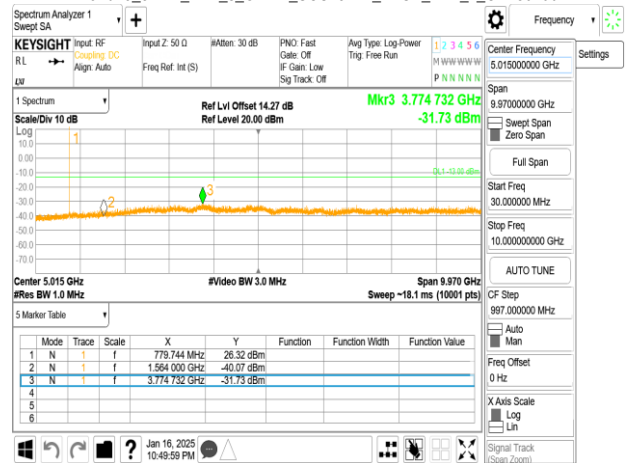 Spectrum Analyzer 1
Swept SA
Frequency
KEYSIGHT
Input: RF
Coupling: DC
Align: Auto
Input Z: 50 Ω
Freq Ref: Int (S)
#Atten: 30 dB
PNO: Fast
Gate: Off
IF Gain: Low
Sig Track: Off
Avg Type: Log-Power
Trig: Free Run
1 2 3 4 5 6
M W W W W W
P N N N N N
RL
LXI
Center Frequency
5.015000000 GHz
Settings
Span
9.97000000 GHz
Swept Span
Zero Span
Full Span
Start Freq
30.000000 MHz
Stop Freq
10.000000000 GHz
AUTO TUNE
CF Step
997.000000 MHz
Auto
Man
Freq Offset
0 Hz
X Axis Scale
Log
Lin
Signal Track
(Span Zoom)
1 Spectrum
Scale/Div 10 dB
Ref Lvl Offset 14.27 dB
Ref Level 20.00 dBm
Mkr3 3.774 732 GHz
-31.73 dBm
Log
10.0
0.00
-10.0
-20.0
-30.0
-40.0
-50.0
-60.0
-70.0
1
2
3
DL1 -13.00 dBm
Center 5.015 GHz
#Res BW 1.0 MHz
#Video BW 3.0 MHz
Span 9.970 GHz
Sweep ~18.1 ms (10001 pts)
5 Marker Table
Mode Trace Scale X Y Function Function Width Function Value
1 N 1 f 779.744 MHz 26.32 dBm
2 N 1 f 1.564 000 GHz -40.07 dBm
3 N 1 f 3.774 732 GHz -31.73 dBm
4
5
6
?
Jan 16, 2025
10:49:59 PM